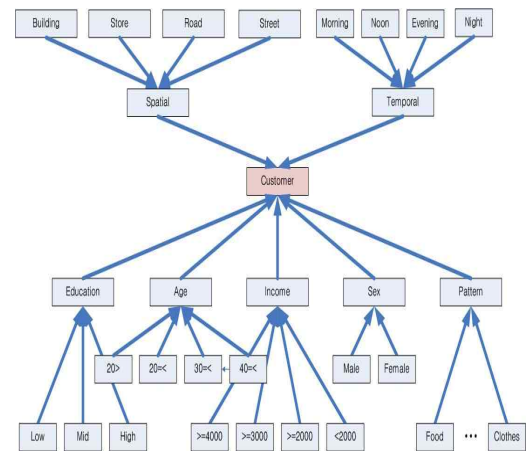 Building Store Road Street Morning Noon Evening Night
Spatial Temporal
Customer
Education Age Income Sex Pattern
20> 20=< 30=< 40=< Male Female
Low Mid High >=4000 >=3000 >=2000 <2000 Food ••• Clothes